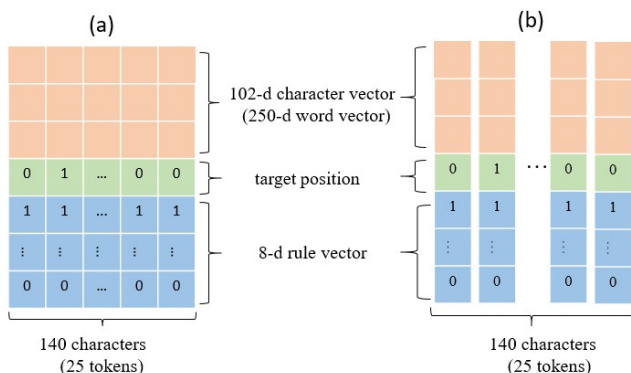 (a) (b)
102-d character vector
(250-d word vector)
0 1 ... 0 0 target position 0 1 ... 0 0
1 1 ... 1 1 1 1 1 1
⋮ ⋮ ⋮ ⋮ ⋮ 8-d rule vector ⋮ ⋮ ⋮ ⋮
0 0 ... 0 0 0 0 0 0
140 characters 140 characters
(25 tokens) (25 tokens)